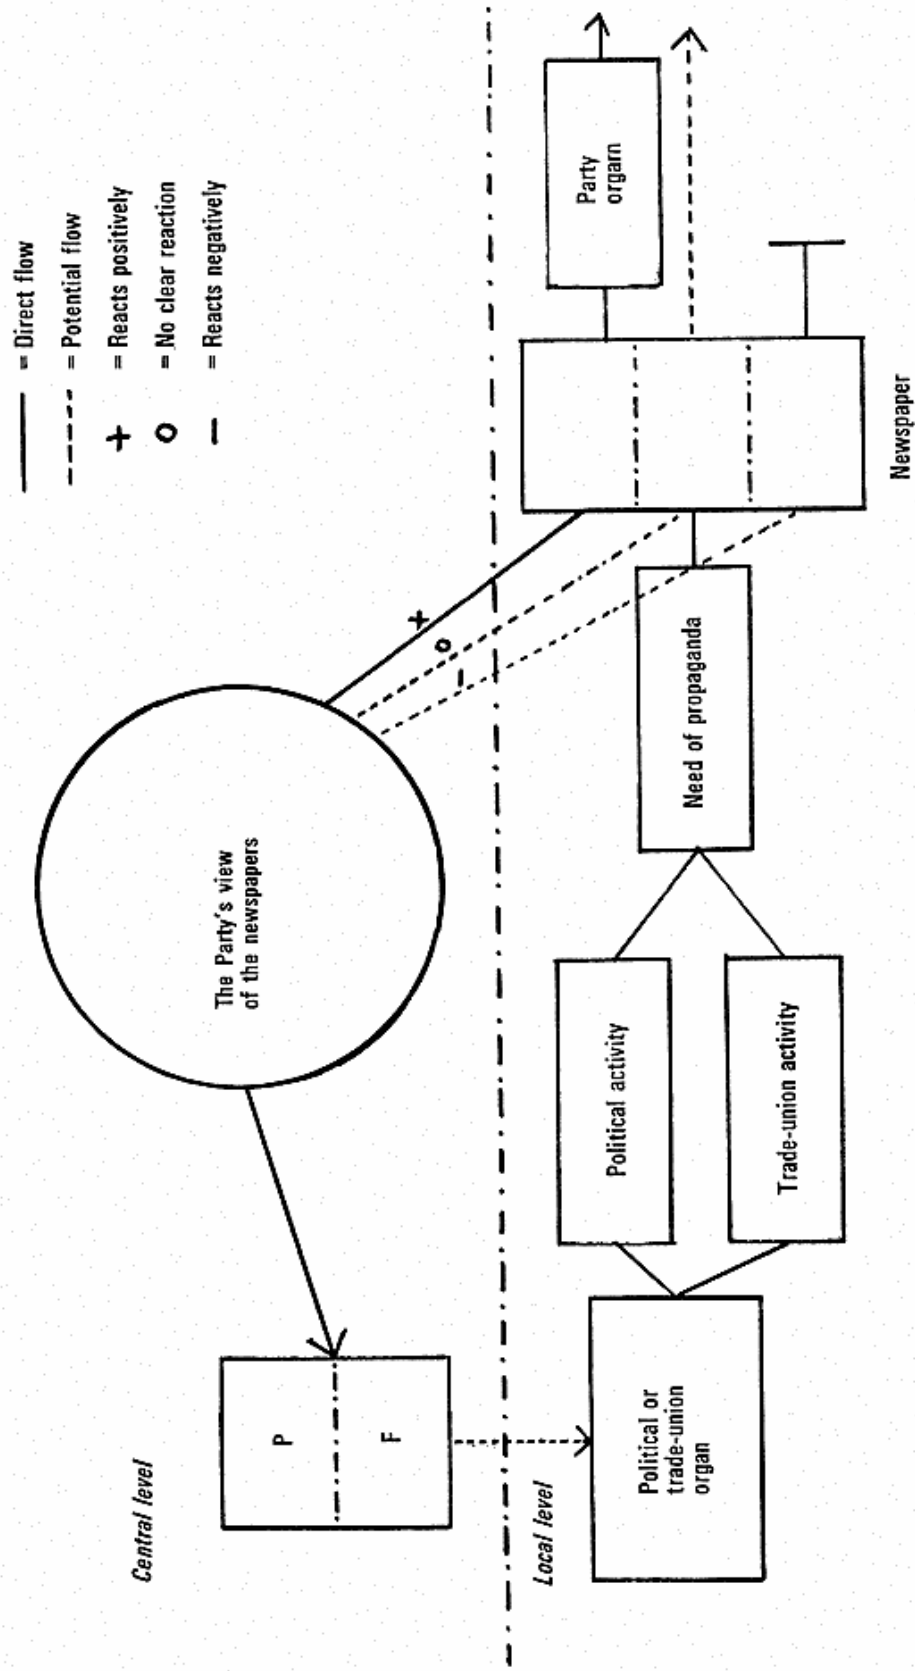 = Direct flow
= Potential flow
+ = Reacts positively
o = No clear reaction
– = Reacts negatively
Central level
P
F
The Party's view
of the newspapers
+
o
–
Local level
Political or
trade-union
organ
Political activity
Trade-union activity
Need of propaganda
Newspaper
Party
orgarn